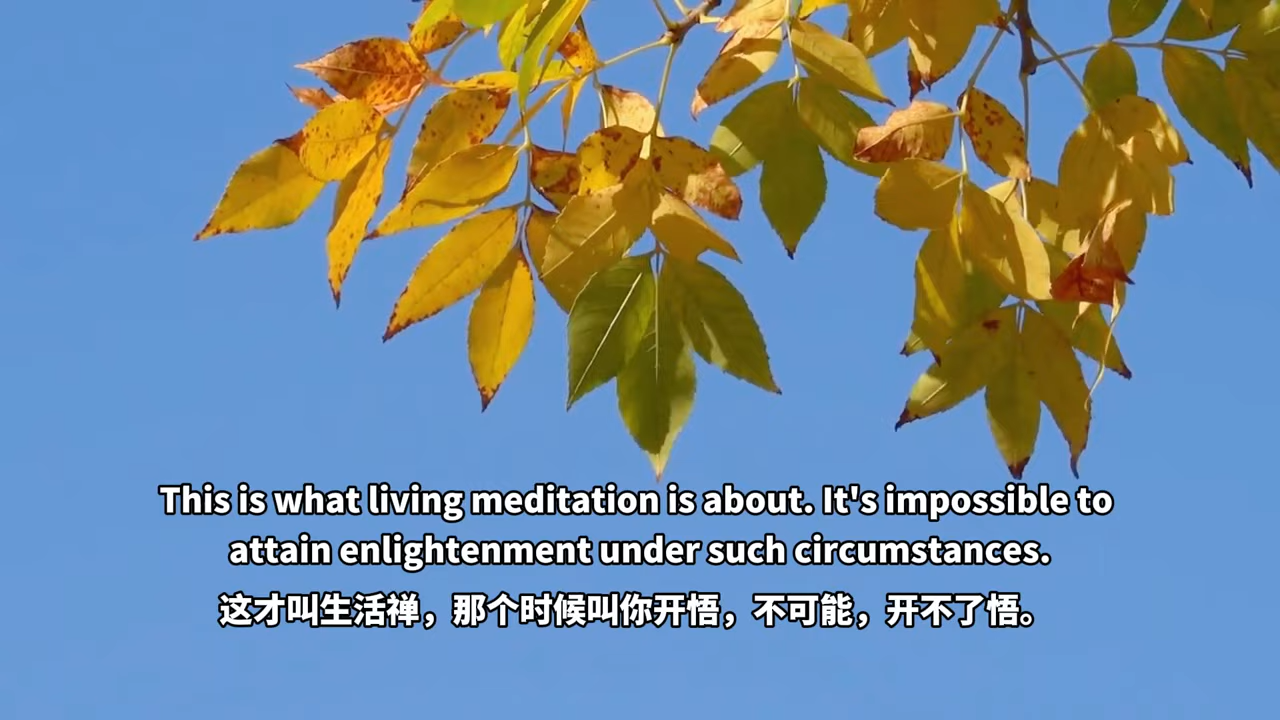 This is what living meditation is about. It's impossible to
attain enlightenment under such circumstances.
这才叫生活禅，那个时候叫你开悟，不可能，开不了悟。